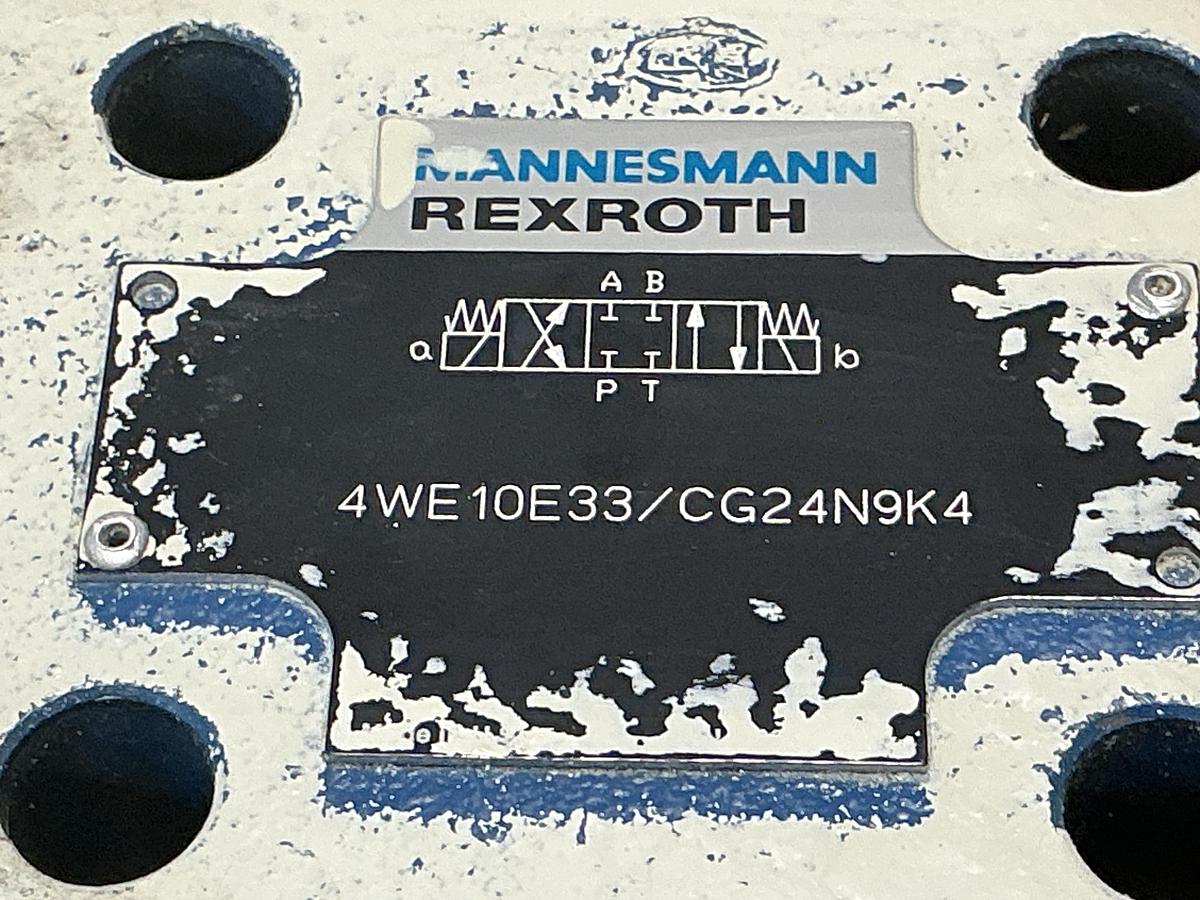 MANNESMANN
REXROTH
A B
a b
P T
4WE10E33/CG24N9K4